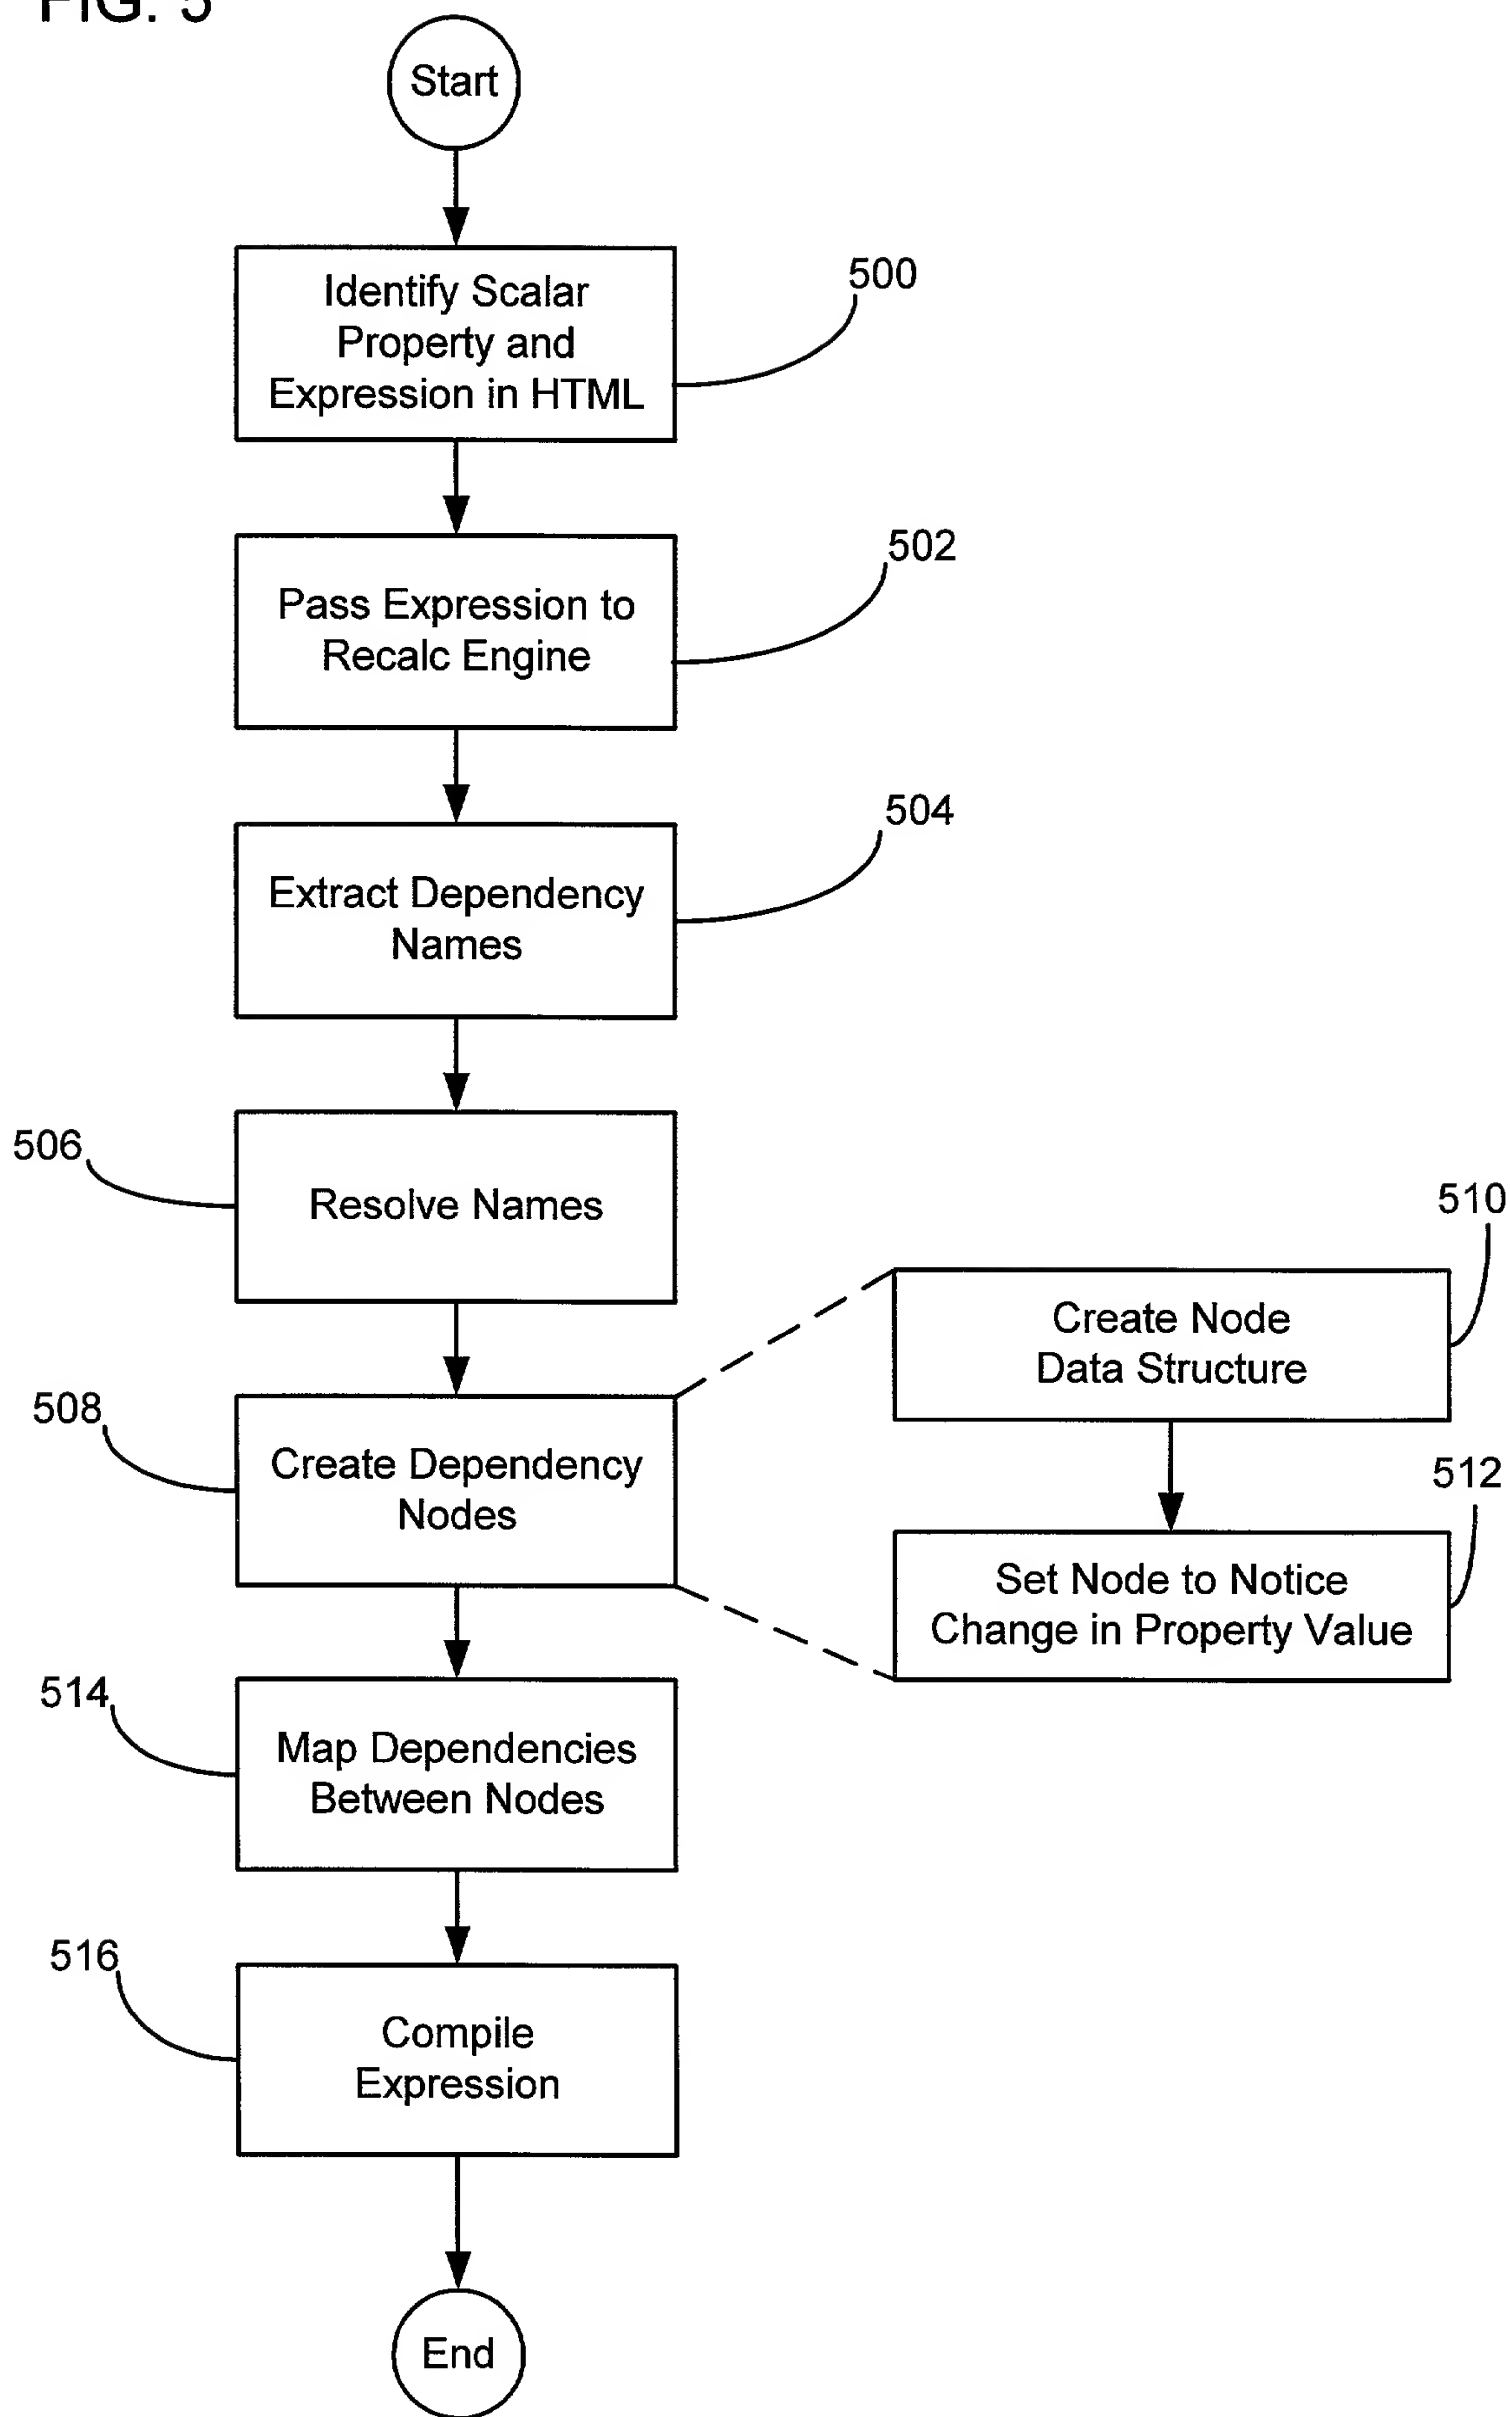 FIG. 5
Start
Identify Scalar
Property and
Expression in HTML
500
Pass Expression to
Recalc Engine
502
Extract Dependency
Names
504
506
Resolve Names
508
Create Dependency
Nodes
510
Create Node
Data Structure
512
Set Node to Notice
Change in Property Value
514
Map Dependencies
Between Nodes
516
Compile
Expression
End